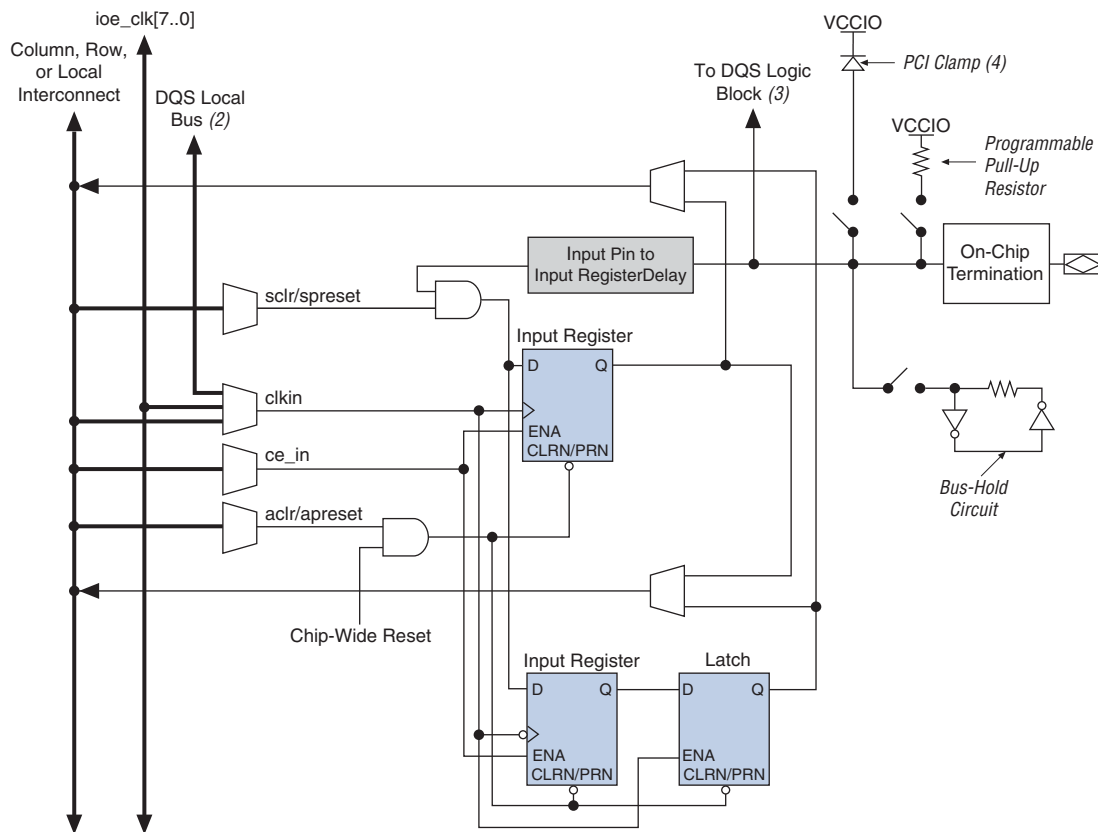 ioe_clk[7..0]
Column, Row,
or Local
Interconnect
DQS Local
Bus (2)
To DQS Logic
Block (3)
VCCIO
PCI Clamp (4)
VCCIO
Programmable
Pull-Up
Resistor
Input Pin to
Input RegisterDelay
On-Chip
Termination
sclr/spreset
Input Register
D
Q
ENA
CLRN/PRN
clkin
ce_in
aclr/apreset
Bus-Hold
Circuit
Chip-Wide Reset
Input Register
D
Q
ENA
CLRN/PRN
Latch
D
Q
ENA
CLRN/PRN